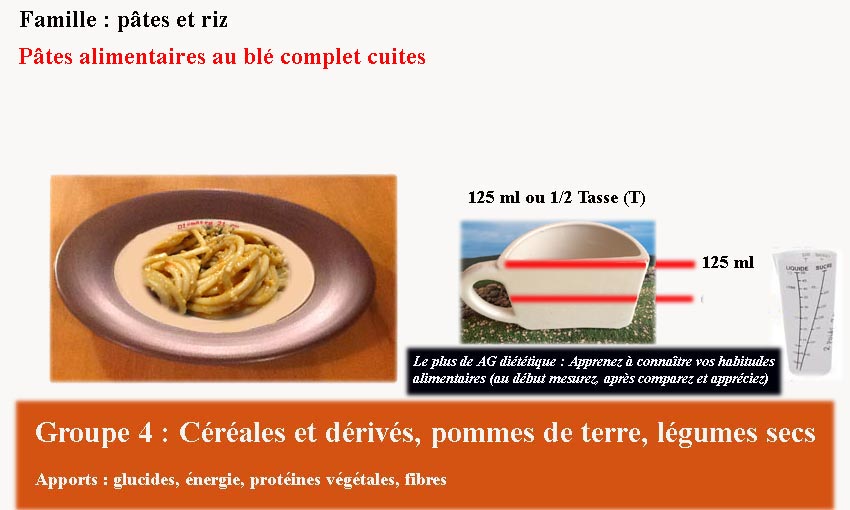 Famille : pâtes et riz
Pâtes alimentaires au blé complet cuites
125 ml ou 1/2 Tasse (T)
125 ml
LIQUIDE SUCRE
Le plus de AG diététique : Apprenez à connaître vos habitudes
alimentaires (au début mesurez, après comparez et appréciez)
Groupe 4 : Céréales et dérivés, pommes de terre, légumes secs
Apports : glucides, énergie, protéines végétales, fibres